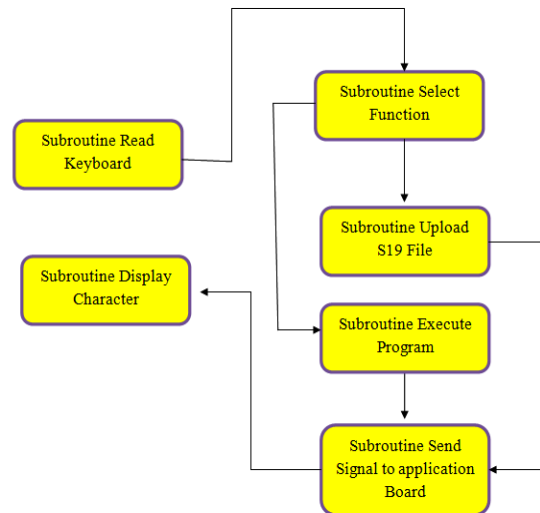 Subroutine Select
Function
Subroutine Read
Keyboard
Subroutine Upload
S19 File
Subroutine Display
Character
Subroutine Execute
Program
Subroutine Send
Signal to application
Board